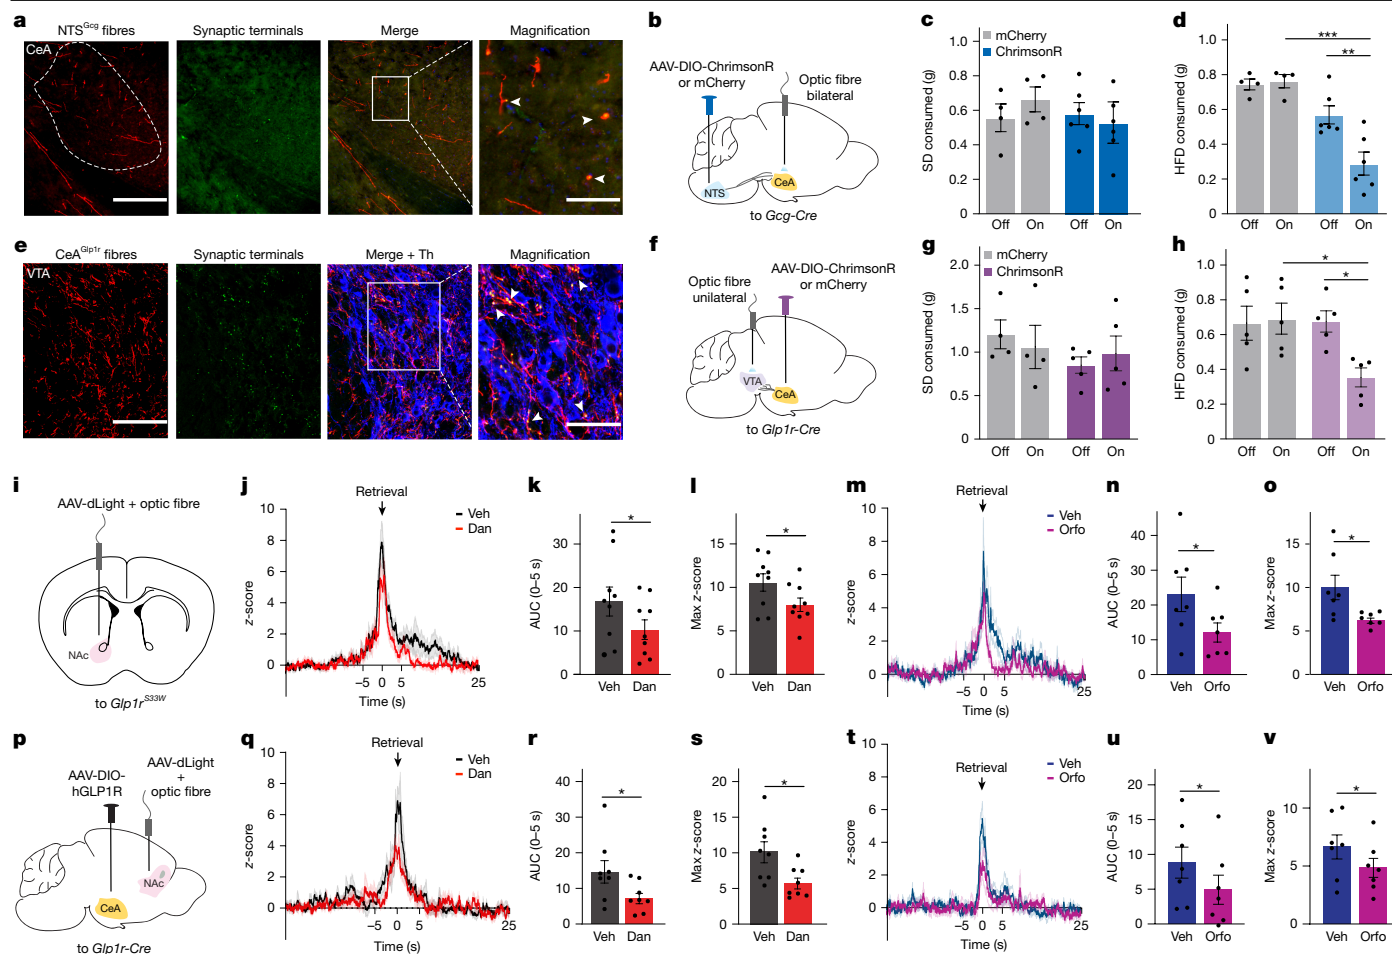 a
NTS^Gcg fibres
Synaptic terminals
Merge
Magnification
CeA
b
AAV-DIO-ChrimsonR
or mCherry
Optic fibre
bilateral
NTS
CeA
to Gcg-Cre
c
mCherry
ChrimsonR
SD consumed (g)
1.0
0.8
0.6
0.4
0.2
0
Off On Off On
d
***
**
HFD consumed (g)
1.0
0.8
0.6
0.4
0.2
0
Off On Off On
e
CeA^Glp1r fibres
Synaptic terminals
Merge + Th
Magnification
VTA
f
Optic fibre
unilateral
AAV-DIO-ChrimsonR
or mCherry
VTA
CeA
to Glp1r-Cre
g
mCherry
ChrimsonR
SD consumed (g)
2.0
1.5
1.0
0.5
0
Off On Off On
h
*
*
HFD consumed (g)
1.0
0.8
0.6
0.4
0.2
0
Off On Off On
i
AAV-dLight + optic fibre
NAc
to Glp1r^S33W
j
Retrieval
Veh
Dan
z-score
10
8
6
4
2
0
−5 0 5 25
Time (s)
k
*
AUC (0–5 s)
30
20
10
0
Veh Dan
l
*
Max z-score
15
10
5
0
Veh Dan
m
Retrieval
Veh
Orfo
z-score
10
8
6
4
2
0
−5 0 5 25
Time (s)
n
*
AUC (0–5 s)
40
30
20
10
0
Veh Orfo
o
*
Max z-score
15
10
5
0
Veh Orfo
p
AAV-DIO-
hGLP1R
AAV-dLight
+
optic fibre
NAc
CeA
to Glp1r-Cre
q
Retrieval
Veh
Dan
z-score
10
8
6
4
2
0
−5 0 5 25
Time (s)
r
*
AUC (0–5 s)
40
30
20
10
0
Veh Dan
s
*
Max z-score
20
15
10
5
0
Veh Dan
t
Retrieval
Veh
Orfo
z-score
10
8
6
4
2
0
−5 0 5 25
Time (s)
u
*
AUC (0–5 s)
20
15
10
5
0
Veh Orfo
v
*
Max z-score
10
5
0
Veh Orfo